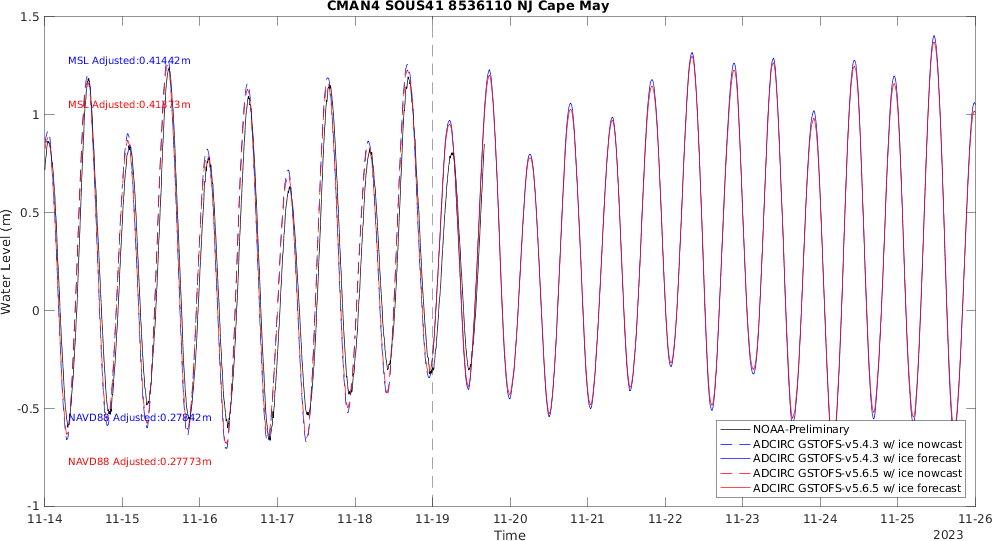 CMAN4 SOUS41 8536110 NJ Cape May
1.5
1
0.5
0
-0.5
-1
Water Level (m)
MSL Adjusted:0.41442m
MSL Adjusted:0.41373m
NAVD88 Adjusted:0.27842m
NAVD88 Adjusted:0.27773m
NOAA-Preliminary
ADCIRC GSTOFS-v5.4.3 w/ ice nowcast
ADCIRC GSTOFS-v5.4.3 w/ ice forecast
ADCIRC GSTOFS-v5.6.5 w/ ice nowcast
ADCIRC GSTOFS-v5.6.5 w/ ice forecast
11-14 11-15 11-16 11-17 11-18 11-19 11-20 11-21 11-22 11-23 11-24 11-25 11-26
Time
2023